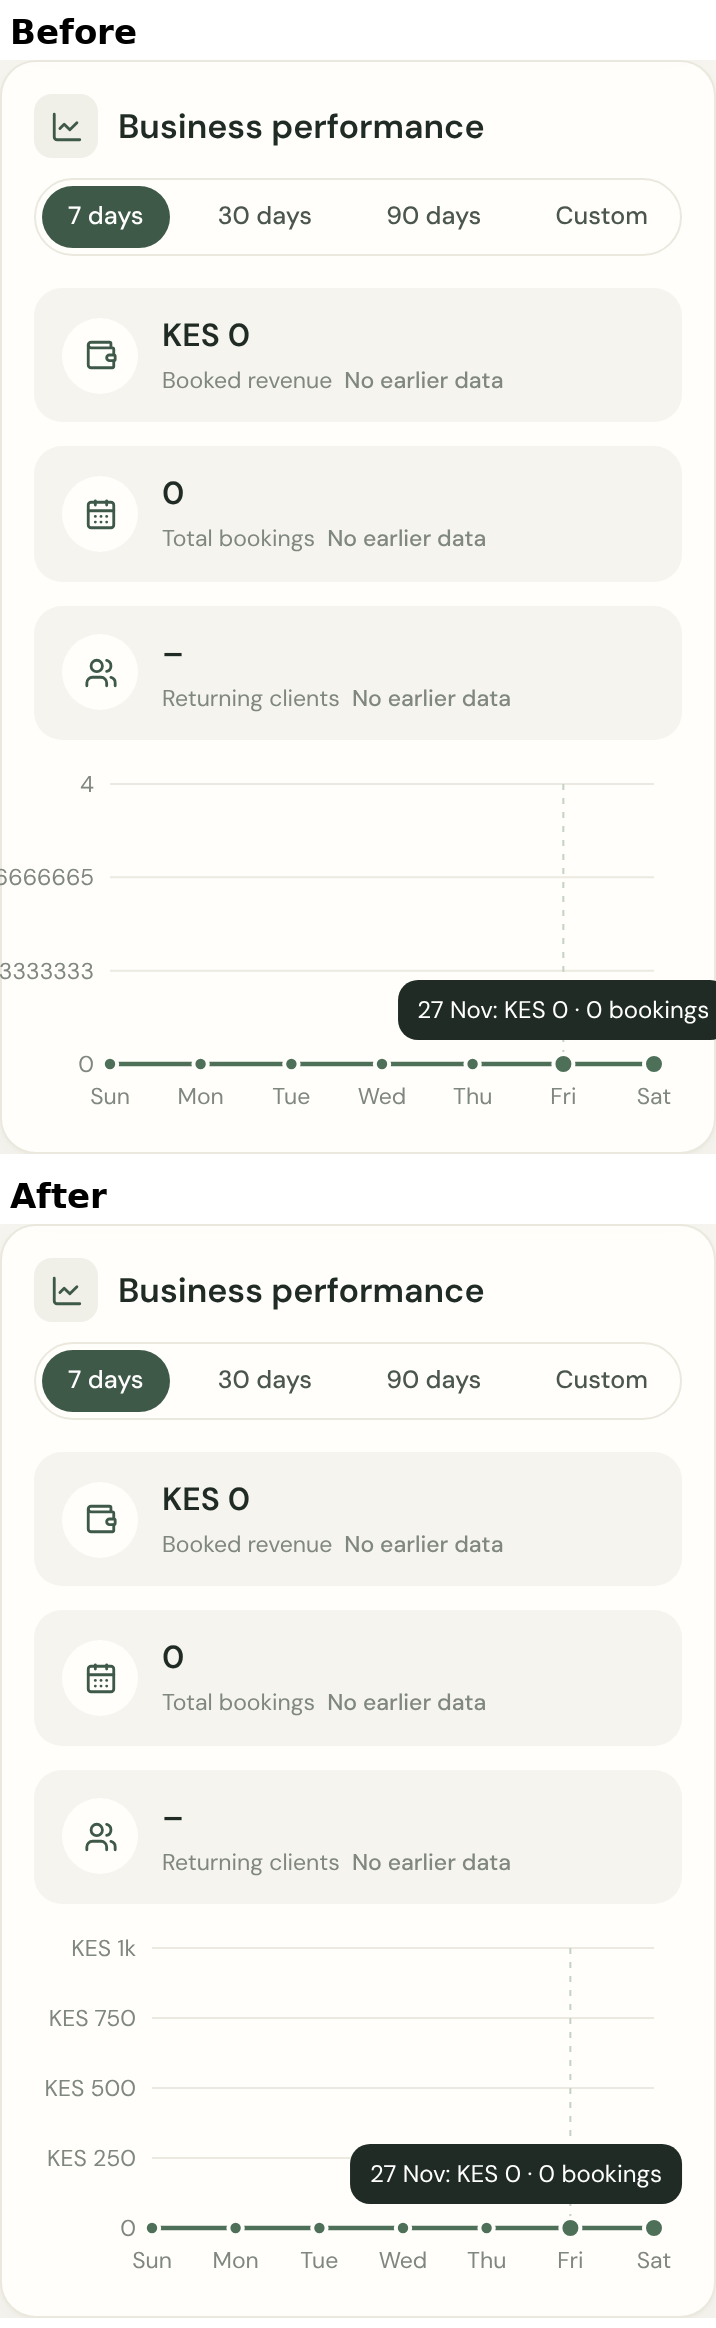 Before
Business performance
7 days 30 days 90 days Custom
KES 0
Booked revenue No earlier data
0
Total bookings No earlier data
–
Returning clients No earlier data
4
6666665
3333333
27 Nov: KES 0 · 0 bookings
0
Sun Mon Tue Wed Thu Fri Sat
After
Business performance
7 days 30 days 90 days Custom
KES 0
Booked revenue No earlier data
0
Total bookings No earlier data
–
Returning clients No earlier data
KES 1k
KES 750
KES 500
KES 250
27 Nov: KES 0 · 0 bookings
0
Sun Mon Tue Wed Thu Fri Sat